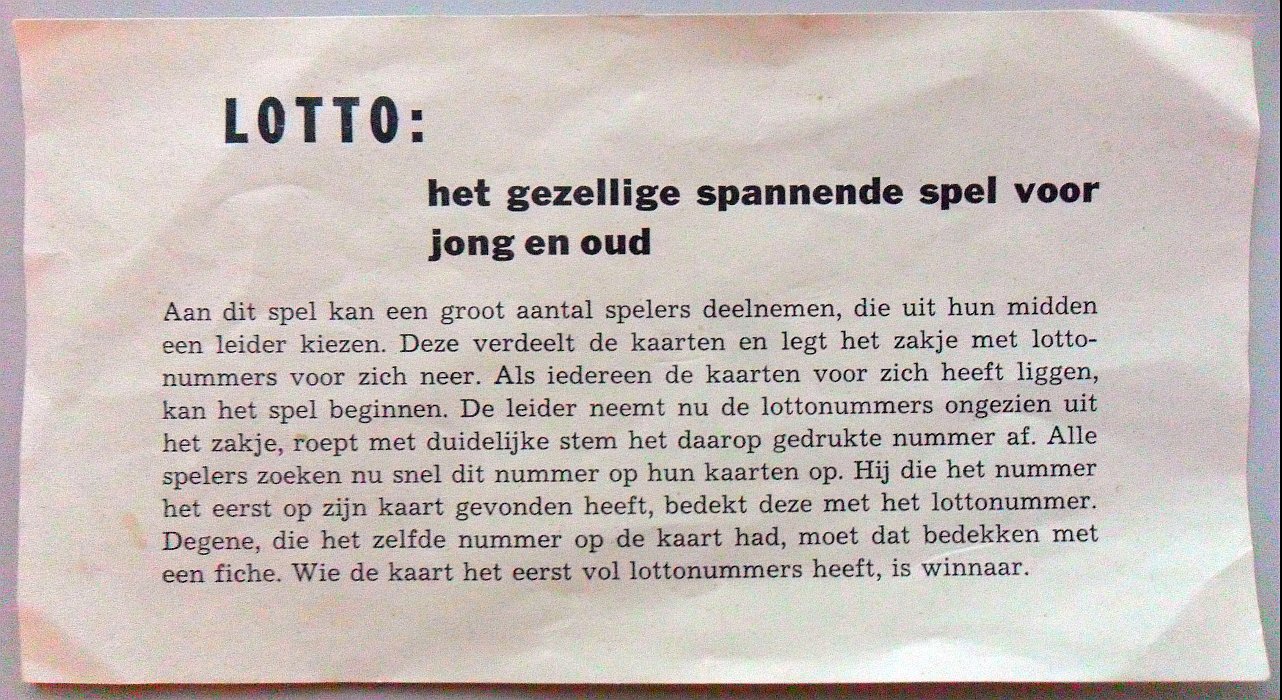 LOTTO:
het gezellige spannende spel voor
jong en oud
Aan dit spel kan een groot aantal spelers deelnemen, die uit hun midden
een leider kiezen. Deze verdeelt de kaarten en legt het zakje met lotto-
nummers voor zich neer. Als iedereen de kaarten voor zich heeft liggen,
kan het spel beginnen. De leider neemt nu de lottonummers ongezien uit
het zakje, roept met duidelijke stem het daarop gedrukte nummer af. Alle
spelers zoeken nu snel dit nummer op hun kaarten op. Hij die het nummer
het eerst op zijn kaart gevonden heeft, bedekt deze met het lottonummer.
Degene, die het zelfde nummer op de kaart had, moet dat bedekken met
een fiche. Wie de kaart het eerst vol lottonummers heeft, is winnaar.